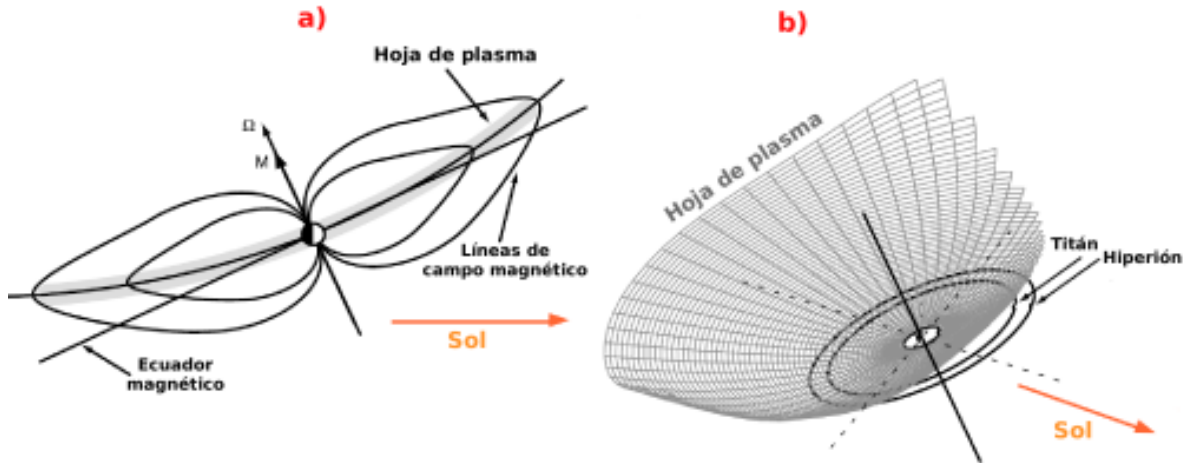 a)
Hoja de plasma
Ω
M
Líneas de
campo magnético
Sol
Ecuador
magnético
b)
Hoja de plasma
Titán
Hiperión
Sol